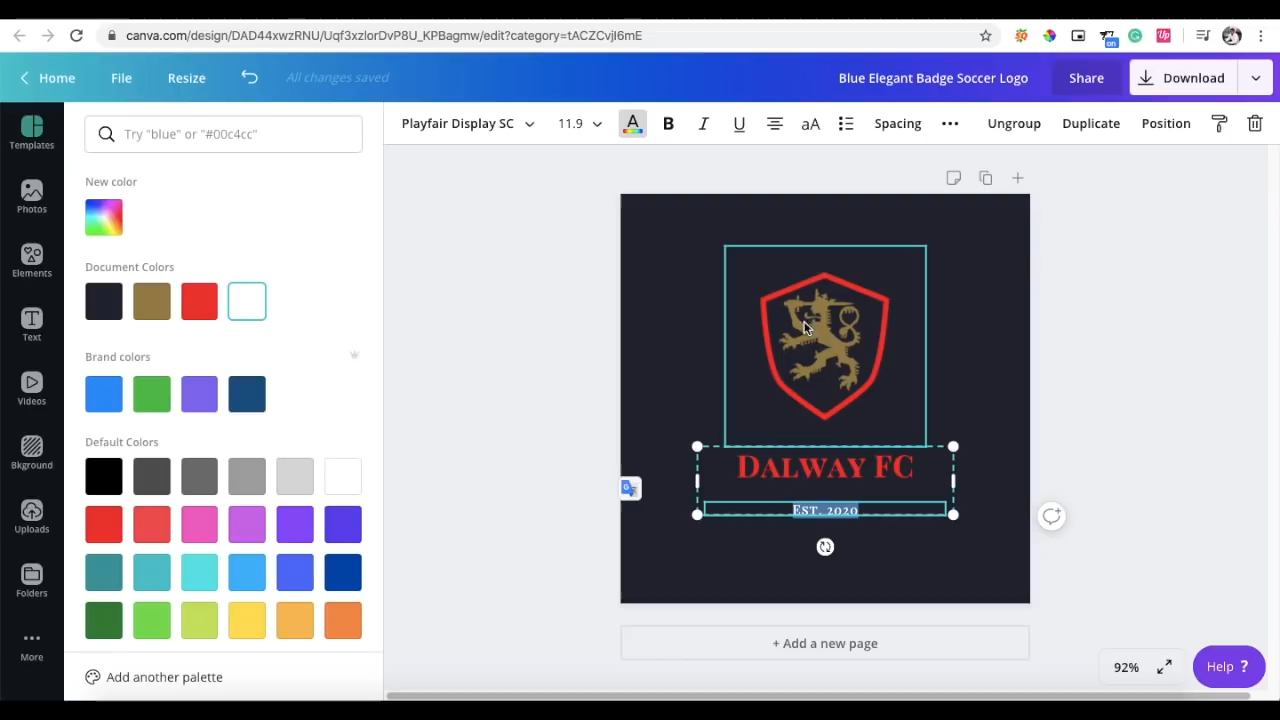 canva.com/design/DAD44xwzRNU/Uqf3xzlorDvP8U_KPBagmw/edit?category=tACZCvjI6mE
on
Up
Home
File
Resize
All changes saved
Blue Elegant Badge Soccer Logo
Share
Download
Templates
Photos
Elements
Text
Videos
Bkground
Uploads
Folders
More
Try "blue" or "#00c4cc"
New color
Document Colors
Brand colors
Default Colors
Add another palette
Playfair Display SC
11.9
A
B
I
U
aA
Spacing
Ungroup
Duplicate
Position
DALWAY FC
EST. 2020
+ Add a new page
92%
Help ?